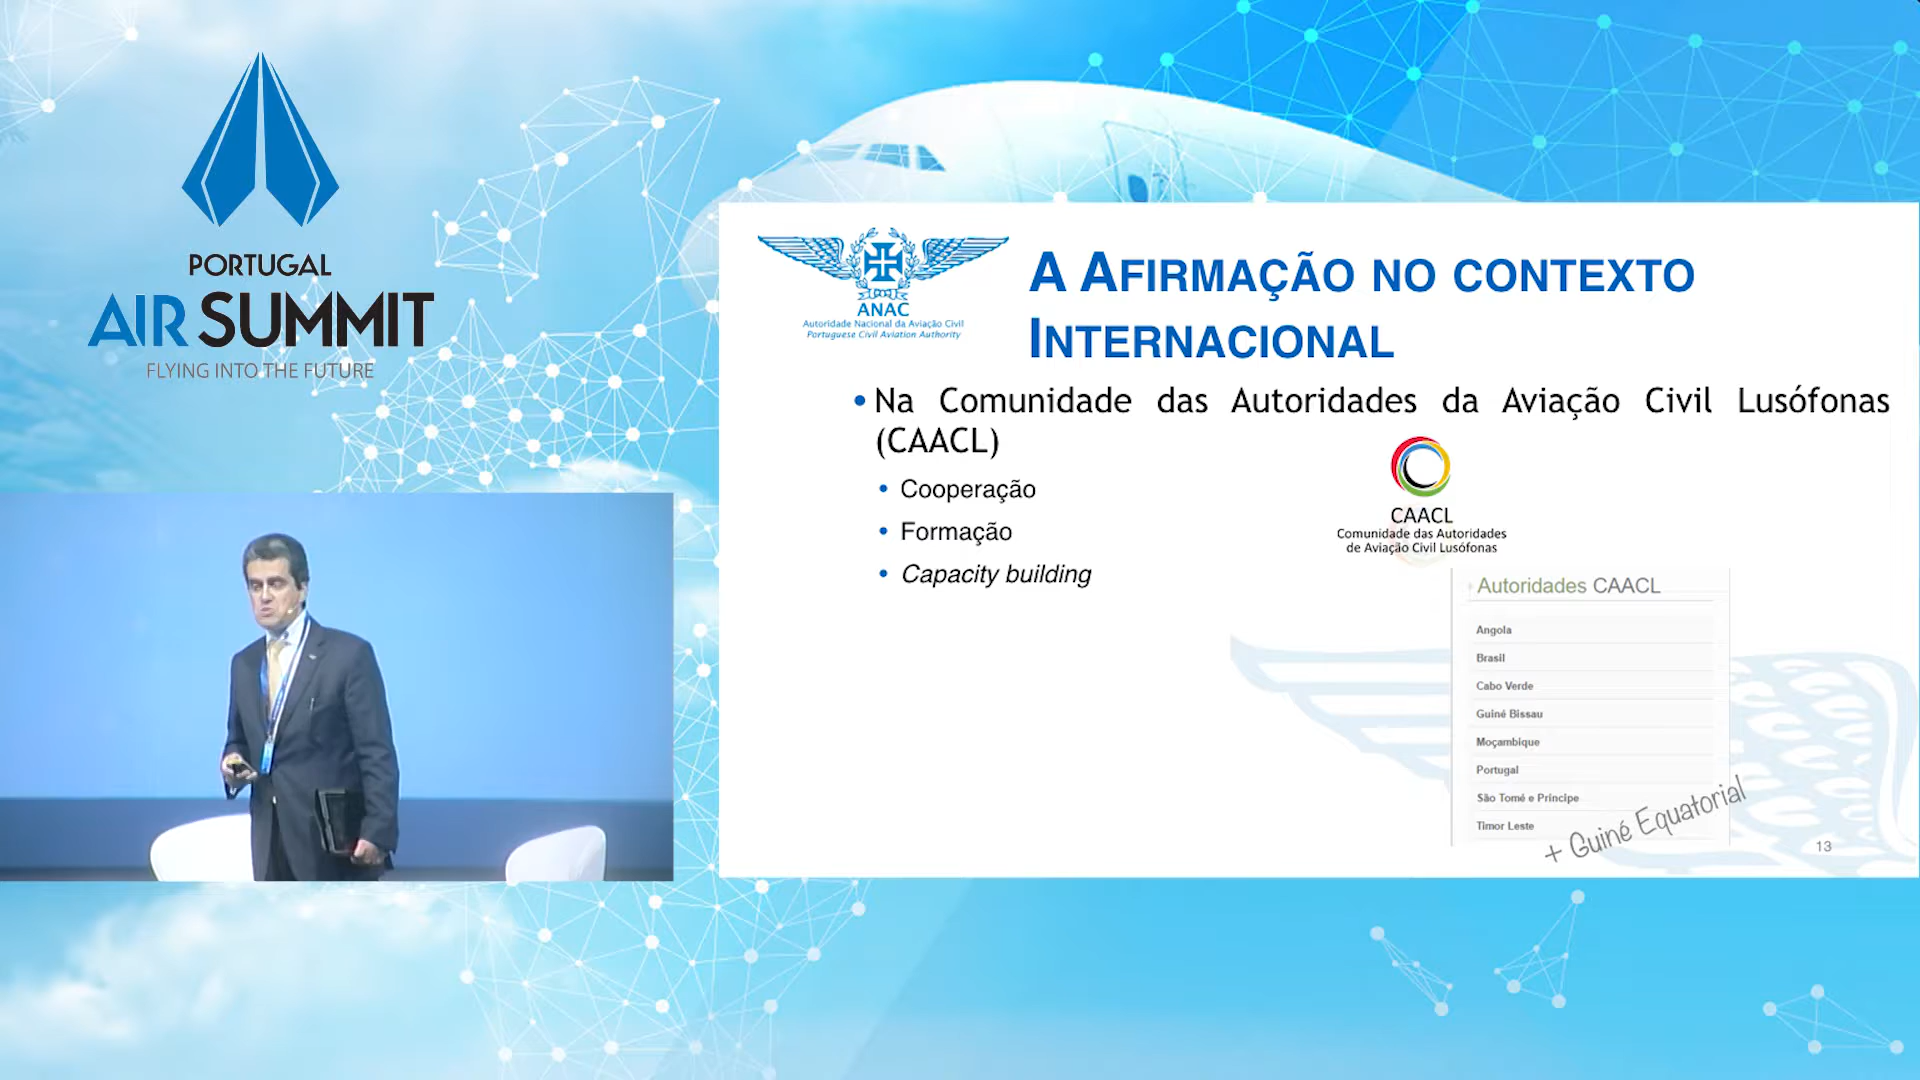 PORTUGAL
AIR SUMMIT
FLYING INTO THE FUTURE
ANAC
Autoridade Nacional da Aviação Civil
Portuguese Civil Aviation Authority
A AFIRMAÇÃO NO CONTEXTO
INTERNACIONAL
• Na Comunidade das Autoridades da Aviação Civil Lusófonas
(CAACL)
• Cooperação
• Formação
• Capacity building
CAACL
Comunidade das Autoridades
de Aviação Civil Lusófonas
Autoridades CAACL
Angola
Brasil
Cabo Verde
Guiné Bissau
Moçambique
Portugal
São Tomé e Príncipe
Timor Leste
+ Guiné Equatorial
13